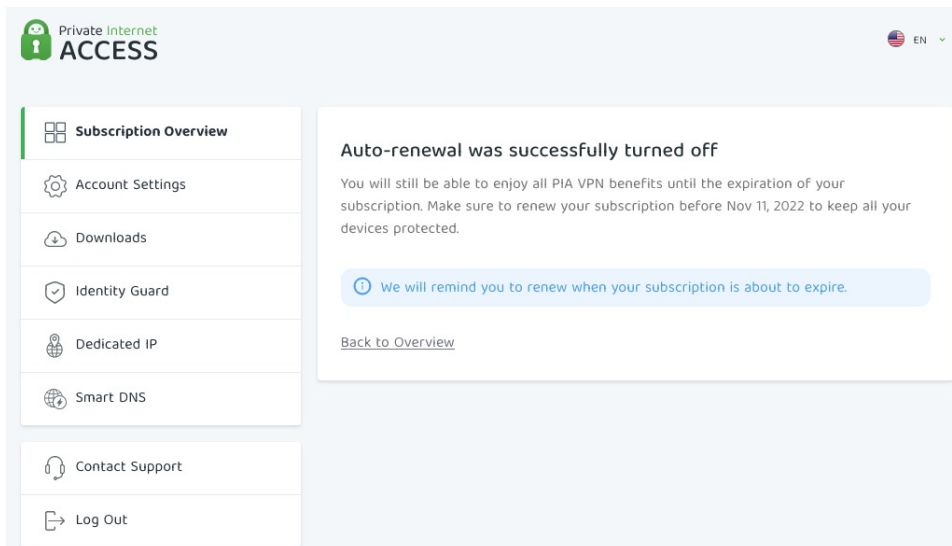 Private Internet
ACCESS
EN
Subscription Overview
Account Settings
Downloads
Identity Guard
Dedicated IP
Smart DNS
Contact Support
Log Out
Auto-renewal was successfully turned off
You will still be able to enjoy all PIA VPN benefits until the expiration of your
subscription. Make sure to renew your subscription before Nov 11, 2022 to keep all your
devices protected.
We will remind you to renew when your subscription is about to expire.
Back to Overview